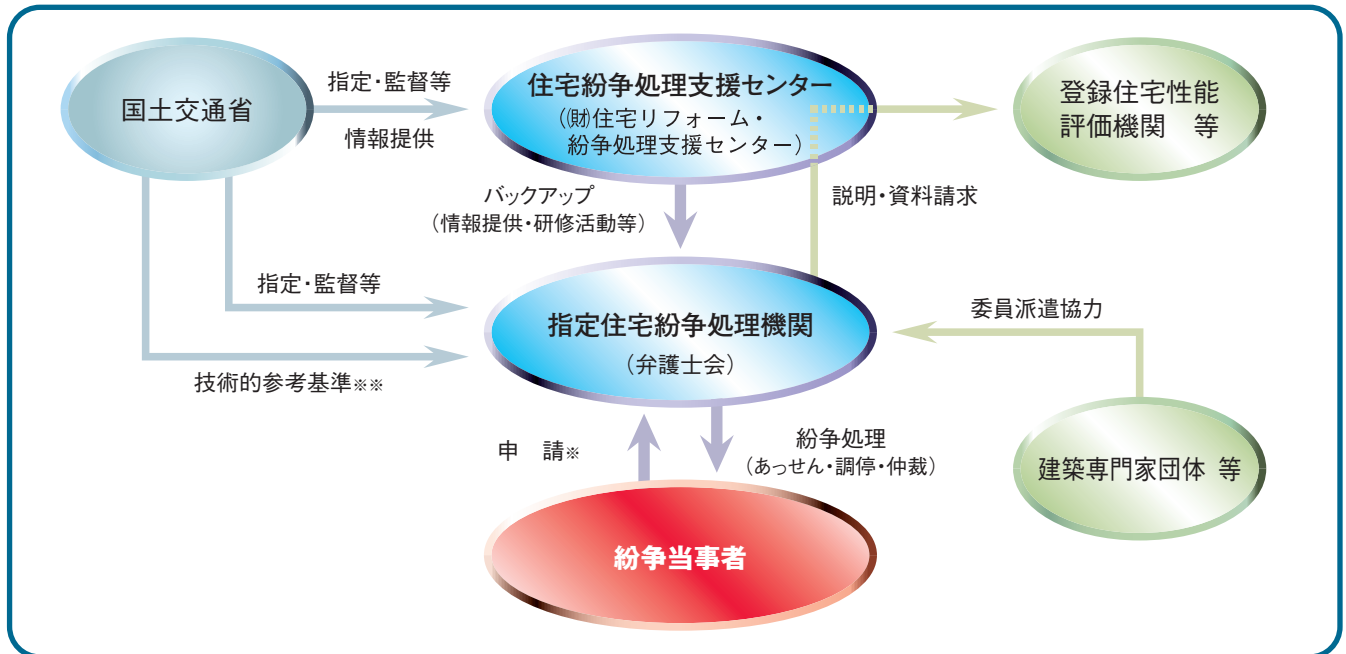 国土交通省
指定・監督等
情報提供
住宅紛争処理支援センター
(㈶住宅リフォーム・
紛争処理支援センター)
登録住宅性能
評価機関 等
バックアップ
(情報提供・研修活動等)
説明・資料請求
指定・監督等
技術的参考基準※※
指定住宅紛争処理機関
(弁護士会)
委員派遣協力
申 請※
紛争処理
(あっせん・調停・仲裁)
建築専門家団体 等
紛争当事者